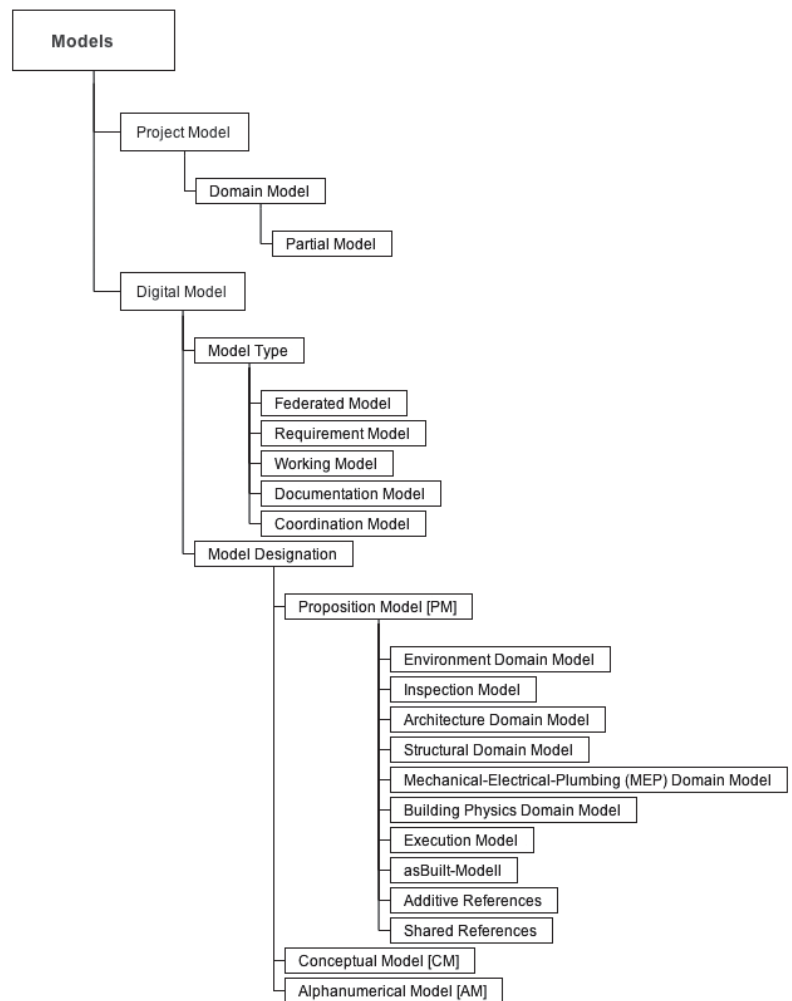 Models
Project Model
Domain Model
Partial Model
Digital Model
Model Type
Federated Model
Requirement Model
Working Model
Documentation Model
Coordination Model
Model Designation
Proposition Model [PM]
Environment Domain Model
Inspection Model
Architecture Domain Model
Structural Domain Model
Mechanical-Electrical-Plumbing (MEP) Domain Model
Building Physics Domain Model
Execution Model
asBuilt-Modell
Additive References
Shared References
Conceptual Model [CM]
Alphanumerical Model [AM]